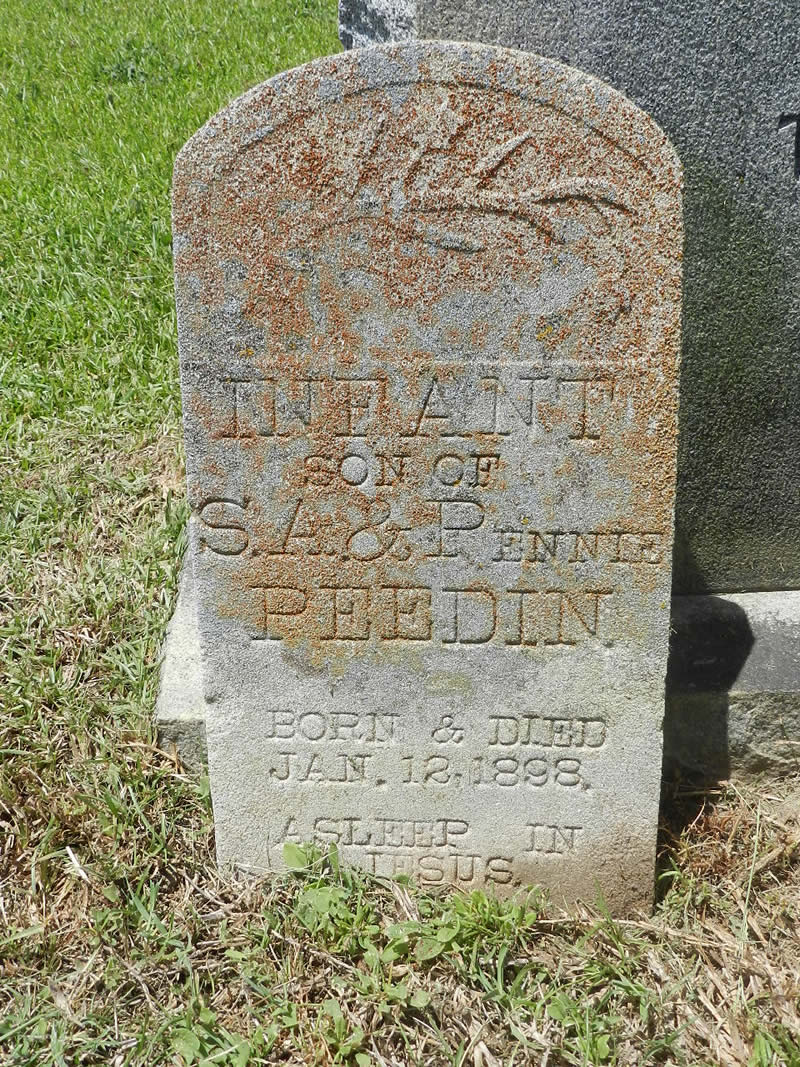 INFANT
SON OF
S.A.& PENNIE
PEEDIN
BORN & DIED
JAN. 12, 1898.
ASLEEP IN
JESUS.